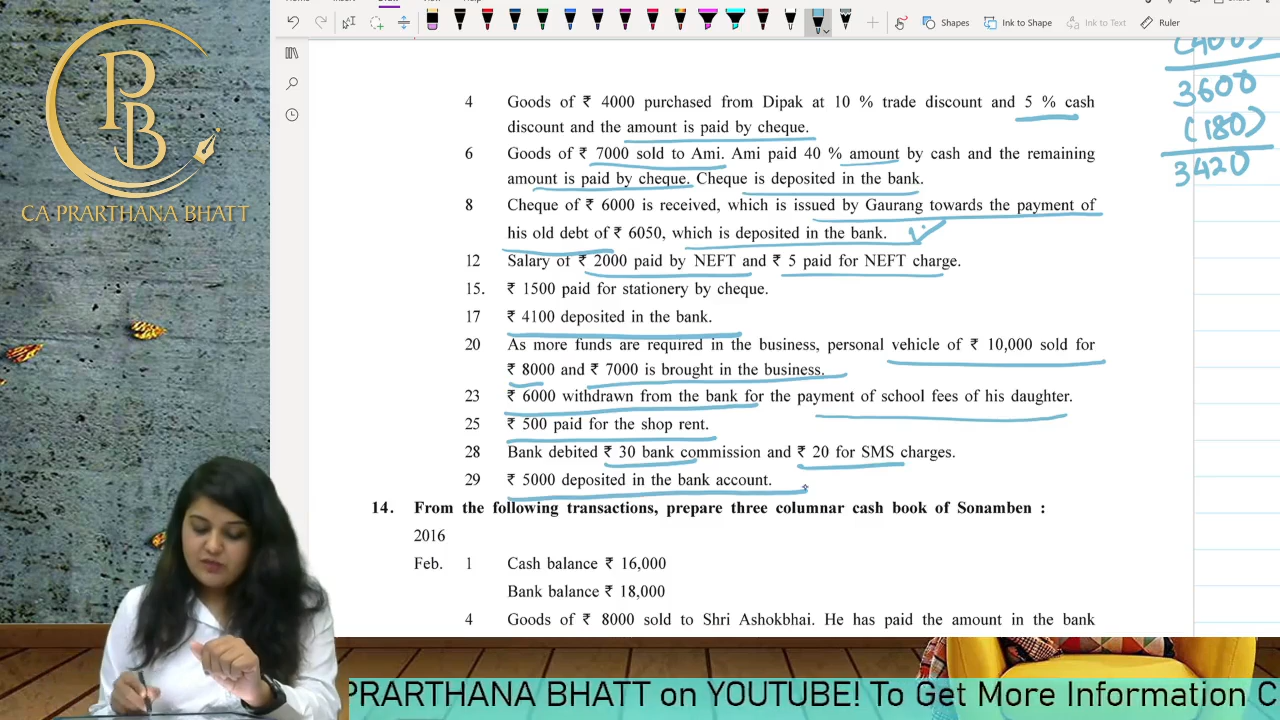 PB
CA PRARTHANA BHATT
Shapes
Ink to Shape
Ink to Text
Ruler
3600
(180)
3420
4 Goods of ₹ 4000 purchased from Dipak at 10 % trade discount and 5 % cash
discount and the amount is paid by cheque.
6 Goods of ₹ 7000 sold to Ami. Ami paid 40 % amount by cash and the remaining
amount is paid by cheque. Cheque is deposited in the bank.
8 Cheque of ₹ 6000 is received, which is issued by Gaurang towards the payment of
his old debt of ₹ 6050, which is deposited in the bank.
12 Salary of ₹ 2000 paid by NEFT and ₹ 5 paid for NEFT charge.
15. ₹ 1500 paid for stationery by cheque.
17 ₹ 4100 deposited in the bank.
20 As more funds are required in the business, personal vehicle of ₹ 10,000 sold for
₹ 8000 and ₹ 7000 is brought in the business.
23 ₹ 6000 withdrawn from the bank for the payment of school fees of his daughter.
25 ₹ 500 paid for the shop rent.
28 Bank debited ₹ 30 bank commission and ₹ 20 for SMS charges.
29 ₹ 5000 deposited in the bank account.
14. From the following transactions, prepare three columnar cash book of Sonamben :
2016
Feb. 1 Cash balance ₹ 16,000
Bank balance ₹ 18,000
4 Goods of ₹ 8000 sold to Shri Ashokbhai. He has paid the amount in the bank
PRARTHANA BHATT on YOUTUBE! To Get More Information C